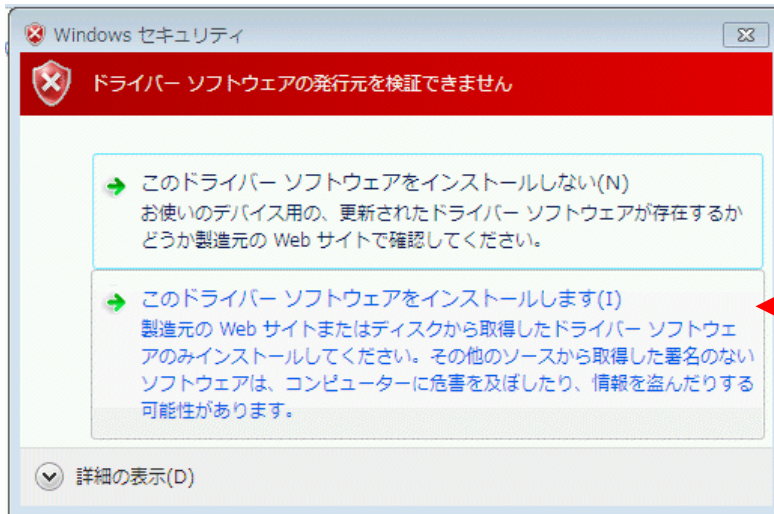 Windows セキュリティ
ドライバー ソフトウェアの発行元を検証できません
このドライバー ソフトウェアをインストールしない(N)
お使いのデバイス用の、更新されたドライバー ソフトウェアが存在するか
どうか製造元の Web サイトで確認してください。
このドライバー ソフトウェアをインストールします(I)
製造元の Web サイトまたはディスクから取得したドライバー ソフトウェ
アのみインストールしてください。その他のソースから取得した署名のない
ソフトウェアは、コンピューターに危害を及ぼしたり、情報を盗んだりする
可能性があります。
詳細の表示(D)